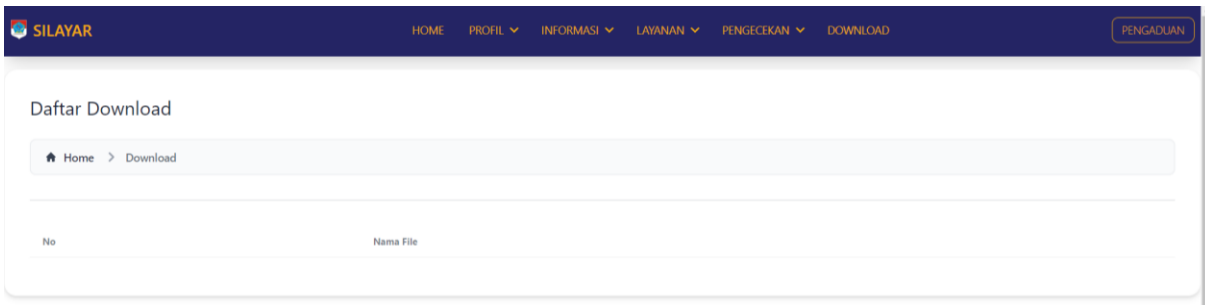 SILAYAR HOME PROFIL INFORMASI LAYANAN PENGECEKAN DOWNLOAD PENGADUAN
Daftar Download
Home > Download
No Nama File